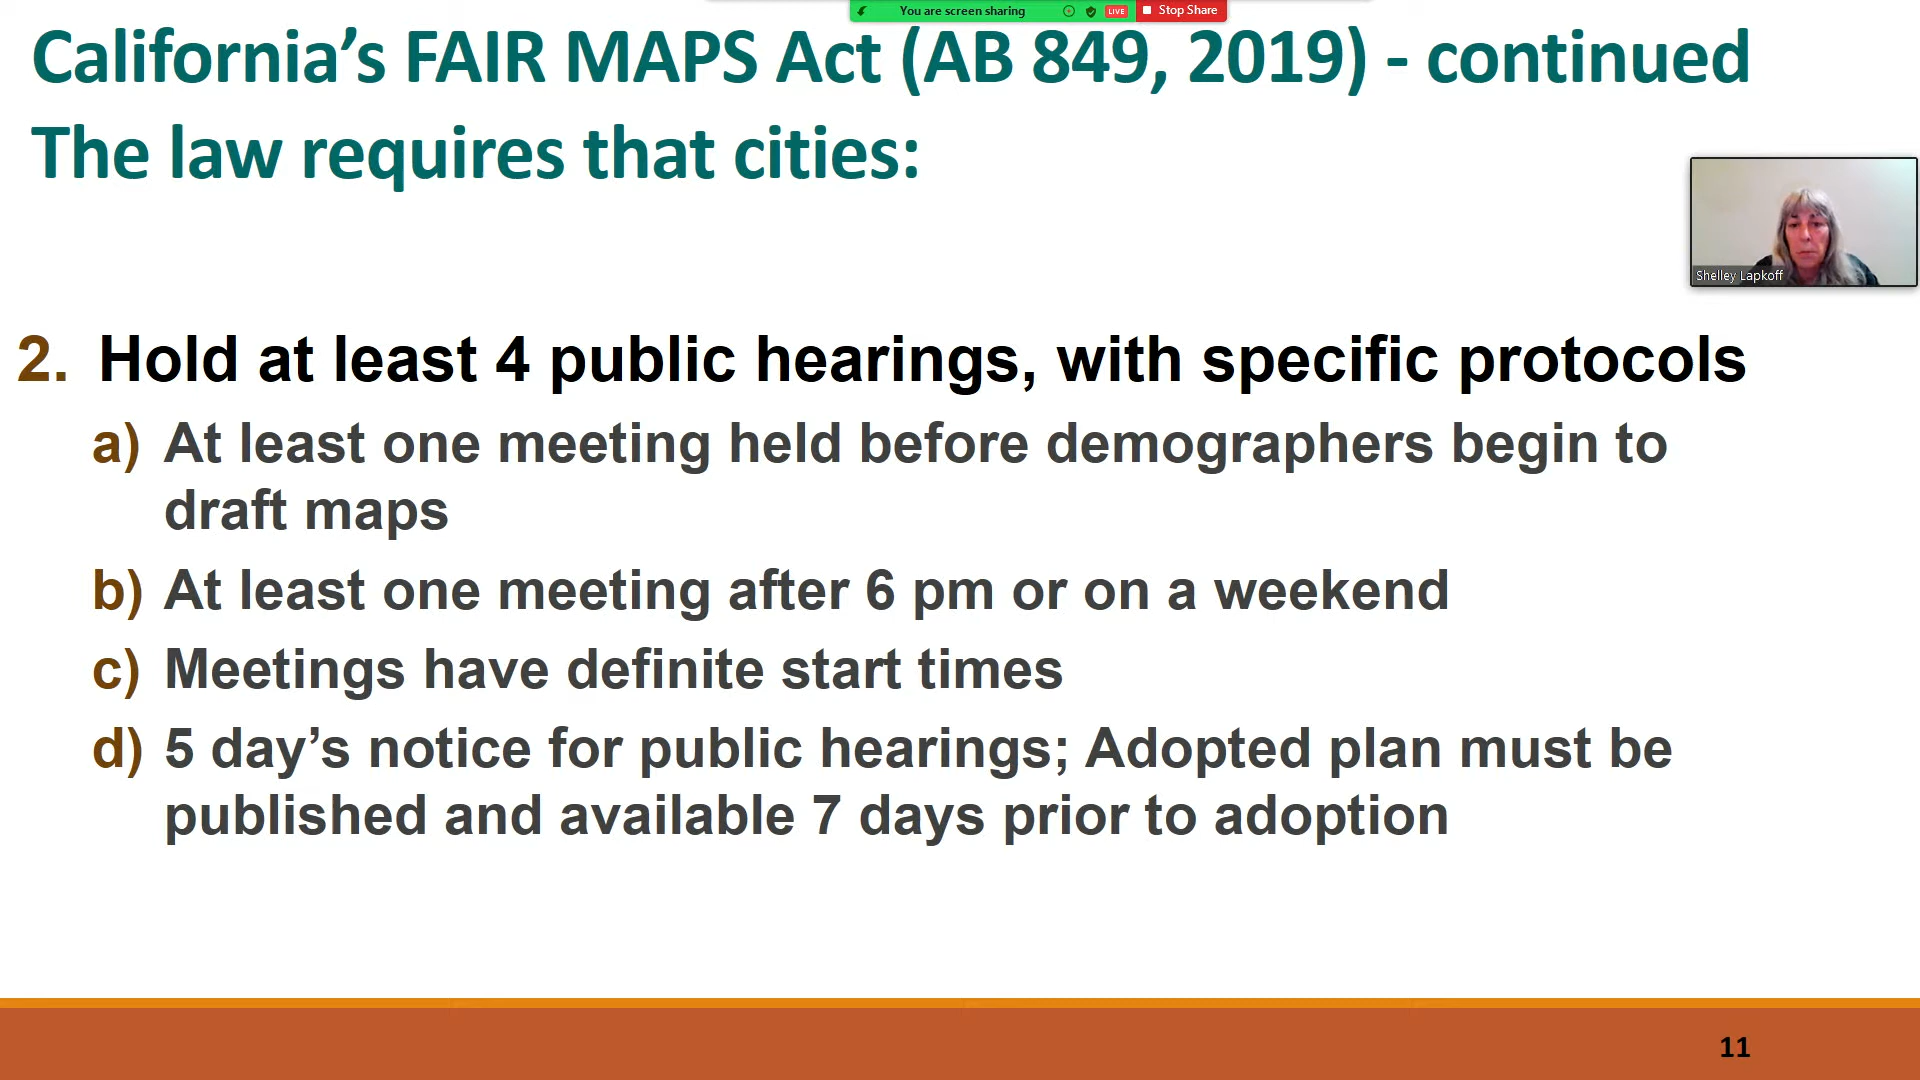 You are screen sharing LIVE Stop Share
California’s FAIR MAPS Act (AB 849, 2019) - continued
The law requires that cities:
Shelley Lapkoff
2. Hold at least 4 public hearings, with specific protocols
a) At least one meeting held before demographers begin to
draft maps
b) At least one meeting after 6 pm or on a weekend
c) Meetings have definite start times
d) 5 day’s notice for public hearings; Adopted plan must be
published and available 7 days prior to adoption
11